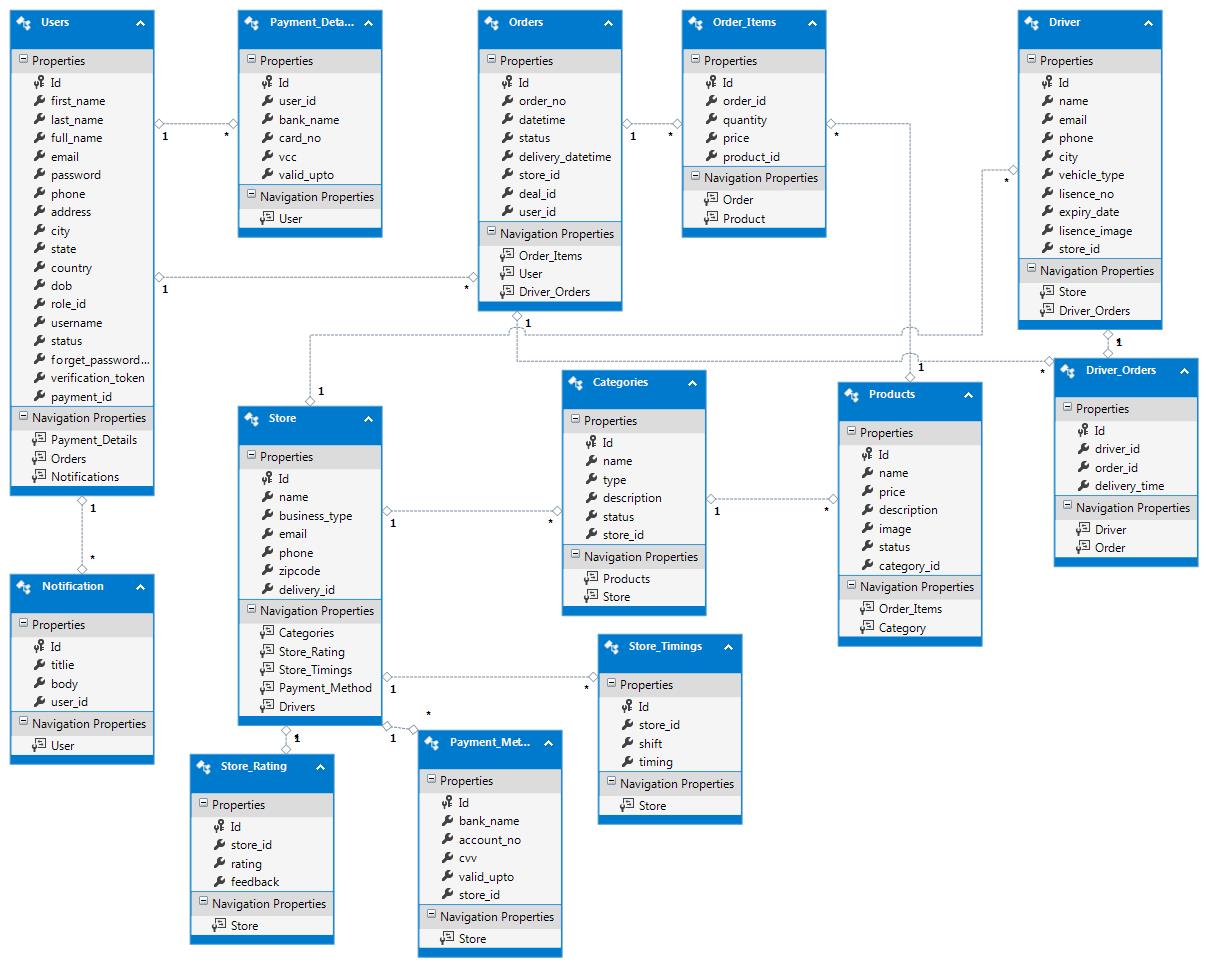 Users
Properties
Id
first_name
last_name
full_name
email
password
phone
address
city
state
country
dob
role_id
username
status
forget_password...
verification_token
payment_id
Navigation Properties
Payment_Details
Orders
Notifications
Payment_Deta...
Properties
Id
user_id
bank_name
card_no
vcc
valid_upto
Navigation Properties
User
Orders
Properties
Id
order_no
datetime
status
delivery_datetime
store_id
deal_id
user_id
Navigation Properties
Order_Items
User
Driver_Orders
Order_Items
Properties
Id
order_id
quantity
price
product_id
Navigation Properties
Order
Product
Driver
Properties
Id
name
email
phone
city
vehicle_type
lisence_no
expiry_date
lisence_image
store_id
Navigation Properties
Store
Driver_Orders
1
*
1
*
*
*
1
*
1
1
1
*
*
1
Driver_Orders
Properties
Id
driver_id
order_id
delivery_time
Navigation Properties
Driver
Order
Store
Properties
Id
name
business_type
email
phone
zipcode
delivery_id
Navigation Properties
Categories
Store_Rating
Store_Timings
Payment_Method
Drivers
Categories
Properties
Id
name
type
description
status
store_id
Navigation Properties
Products
Store
Products
Properties
Id
name
price
description
image
status
category_id
Navigation Properties
Order_Items
Category
1
*
1
*
1
*
Notification
Properties
Id
titlie
body
user_id
Navigation Properties
User
Store_Timings
Properties
Id
store_id
shift
timing
Navigation Properties
Store
1
*
*
1
1
*
Store_Rating
Properties
Id
store_id
rating
feedback
Navigation Properties
Store
Payment_Met...
Properties
Id
bank_name
account_no
cvv
valid_upto
store_id
Navigation Properties
Store